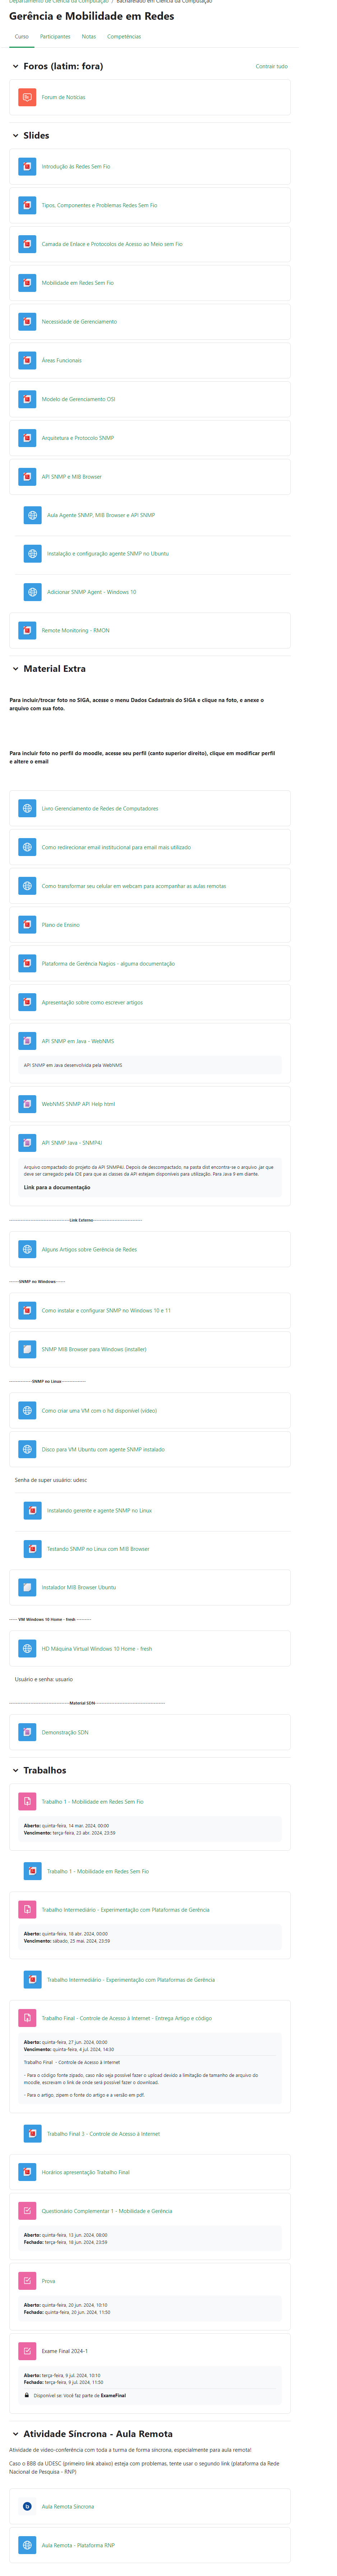 Departamento de Ciência da Computação / Bacharelado em Ciência da Computação
Gerência e Mobilidade em Redes
Curso Participantes Notas Competências
Foros (latim: fora) Contrair tudo
Forum de Notícias
Slides
Introdução às Redes Sem Fio
Tipos, Componentes e Problemas Redes Sem Fio
Camada de Enlace e Protocolos de Acesso ao Meio sem Fio
Mobilidade em Redes Sem Fio
Necessidade de Gerenciamento
Áreas Funcionais
Modelo de Gerenciamento OSI
Arquitetura e Protocolo SNMP
API SNMP e MIB Browser
Aula Agente SNMP, MIB Browser e API SNMP
Instalação e configuração agente SNMP no Ubuntu
Adicionar SNMP Agent - Windows 10
Remote Monitoring - RMON
Material Extra
Para incluir/trocar foto no SIGA, acesse o menu Dados Cadastrais do SIGA e clique na foto, e anexe o
arquivo com sua foto.
Para incluir foto no perfil do moodle, acesse seu perfil (canto superior direito), clique em modificar perfil
e altere o email
Livro Gerenciamento de Redes de Computadores
Como redirecionar email institucional para email mais utilizado
Como transformar seu celular em webcam para acompanhar as aulas remotas
Plano de Ensino
Plataforma de Gerência Nagios - alguma documentação
Apresentação sobre como escrever artigos
API SNMP em Java - WebNMS
API SNMP em Java desenvolvida pela WebNMS
WebNMS SNMP API Help html
API SNMP Java - SNMP4J
Arquivo compactado do projeto da API SNMP4J. Depois de descompactado, na pasta dist encontra-se o arquivo .jar que
deve ser carregado pela IDE para que as classes da API estejam disponíveis para utilização. Para Java 9 em diante.
Link para a documentação
Link Externo
Alguns Artigos sobre Gerência de Redes
------SNMP no Windows------
Como instalar e configurar SNMP no Windows 10 e 11
SNMP MIB Browser para Windows (installer)
SNMP no Linux
Como criar uma VM com o hd disponível (vídeo)
Disco para VM Ubuntu com agente SNMP instalado
Senha de super usuário: udesc
Instalando gerente e agente SNMP no Linux
Testando SNMP no Linux com MIB Browser
Instalador MIB Browser Ubuntu
VM Windows 10 Home - fresh
HD Máquina Virtual Windows 10 Home - fresh
Usuário e senha: usuario
Material SDN
Demonstração SDN
Trabalhos
Trabalho 1 - Mobilidade em Redes Sem Fio
Aberto: quinta-feira, 14 mar. 2024, 00:00
Vencimento: terça-feira, 23 abr. 2024, 23:59
Trabalho 1 - Mobilidade em Redes Sem Fio
Trabalho Intermediário - Experimentação com Plataformas de Gerência
Aberto: quinta-feira, 18 abr. 2024, 00:00
Vencimento: sábado, 25 mai. 2024, 23:59
Trabalho Intermediário - Experimentação com Plataformas de Gerência
Trabalho Final - Controle de Acesso à Internet - Entrega Artigo e código
Aberto: quinta-feira, 27 jun. 2024, 00:00
Vencimento: quinta-feira, 4 jul. 2024, 14:00
Trabalho Final - Controle de Acesso à Internet
- Para o código fonte zipado, caso não seja possível fazer o upload devido a limitação de tamanho de arquivo do
moodle, escrevam o link de onde será possível fazer o download.
- Para o artigo, zipem o fonte do artigo e a versão em pdf.
Trabalho Final 3 - Controle de Acesso à Internet
Horários apresentação Trabalho Final
Questionário Complementar 1 - Mobilidade e Gerência
Aberto: quinta-feira, 13 jun. 2024, 08:00
Fechado: terça-feira, 18 jun. 2024, 23:59
Prova
Aberto: quinta-feira, 20 jun. 2024, 10:10
Fechado: quinta-feira, 20 jun. 2024, 11:50
Exame Final 2024-1
Aberto: terça-feira, 9 jul. 2024, 10:10
Fechado: terça-feira, 9 jul. 2024, 11:50
Disponível se: Você faz parte de ExameFinal
Atividade Síncrona - Aula Remota
Atividade de video-conferência com toda a turma de forma síncrona, especialmente para aula remota!
Caso o BBB da UDESC (primeiro link abaixo) esteja com problemas, tente usar o segundo link (plataforma da Rede
Nacional de Pesquisa - RNP)
Aula Remota Síncrona
Aula Remota - Plataforma RNP